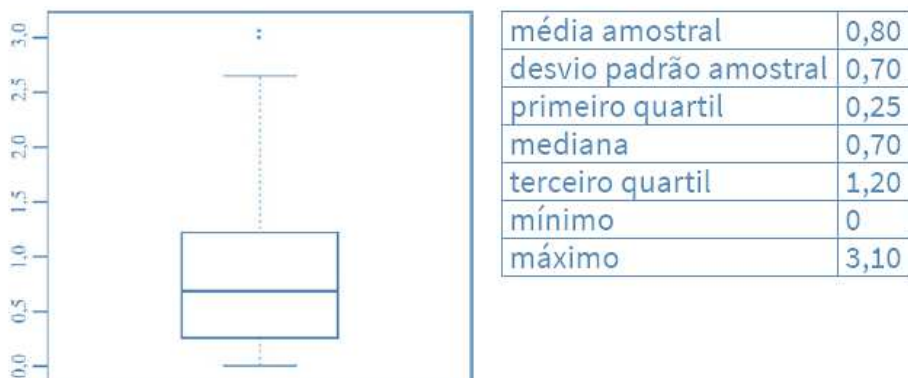 3,0
2,5
2,0
1,5
1,0
0,5
0,0
média amostral 0,80
desvio padrão amostral 0,70
primeiro quartil 0,25
mediana 0,70
terceiro quartil 1,20
mínimo 0
máximo 3,10